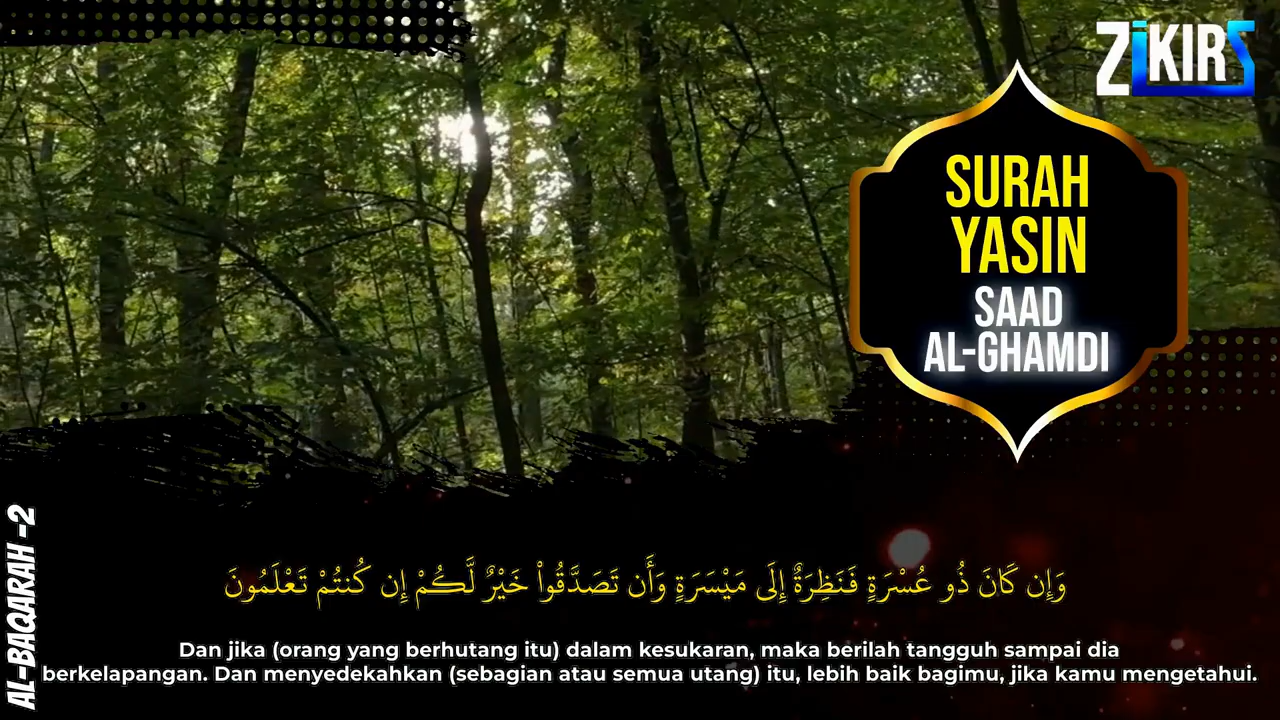 ZiKIRS
SURAH
YASIN
SAAD
AL-GHAMDI
AL-BAQARAH -2
وَإِن كَانَ ذُو عُسْرَةٍ فَنَظِرَةٌ إِلَى مَيْسَرَةٍ وَأَن تَصَدَّقُواْ خَيْرٌ لَّكُمْ إِن كُنتُمْ تَعْلَمُونَ
Dan jika (orang yang berhutang itu) dalam kesukaran, maka berilah tangguh sampai dia
berkelapangan. Dan menyedekahkan (sebagian atau semua utang) itu, lebih baik bagimu, jika kamu mengetahui.